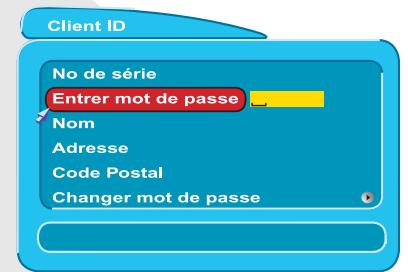 Client ID
No de série
Entrer mot de passe
Nom
Adresse
Code Postal
Changer mot de passe